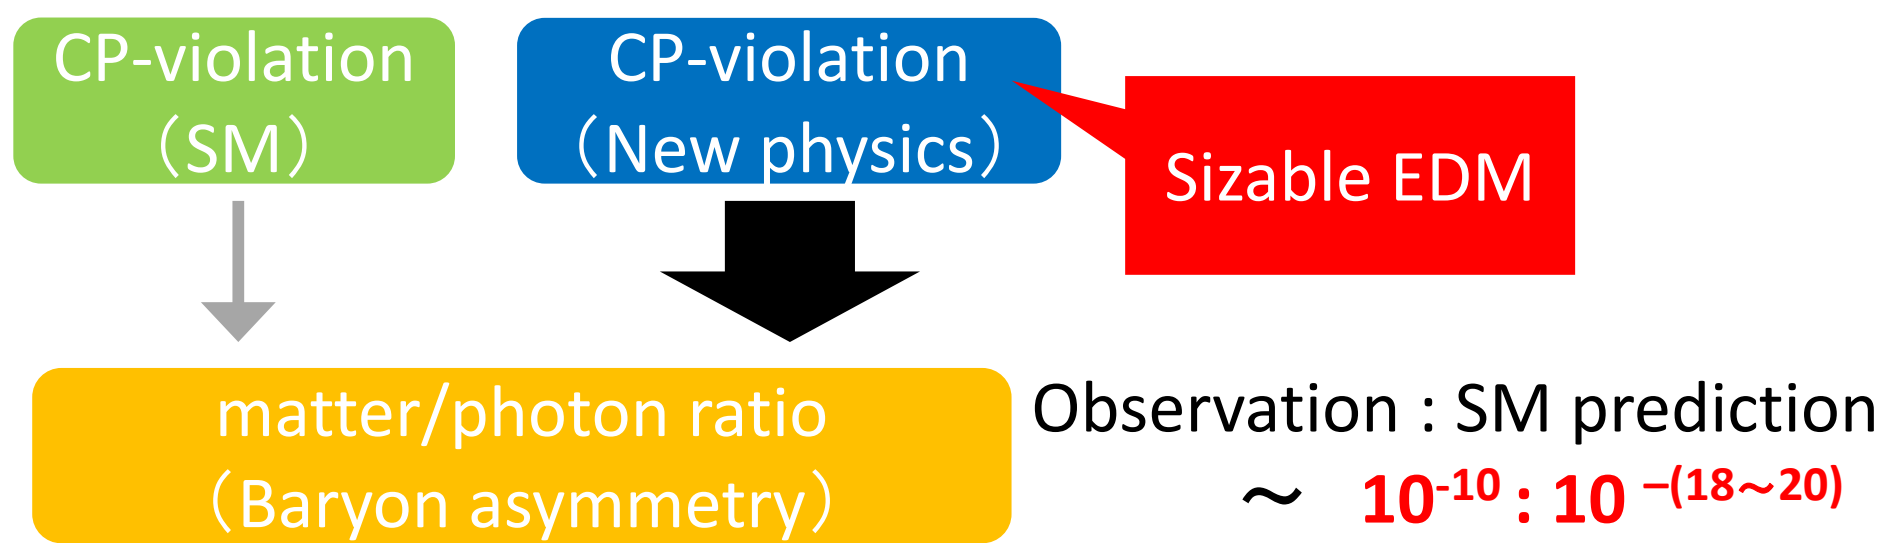 CP-violation
（SM）
CP-violation
（New physics）
Sizable EDM
matter/photon ratio
（Baryon asymmetry）
Observation : SM prediction
～ 10⁻¹⁰ : 10 ⁻⁽¹⁸～²⁰⁾